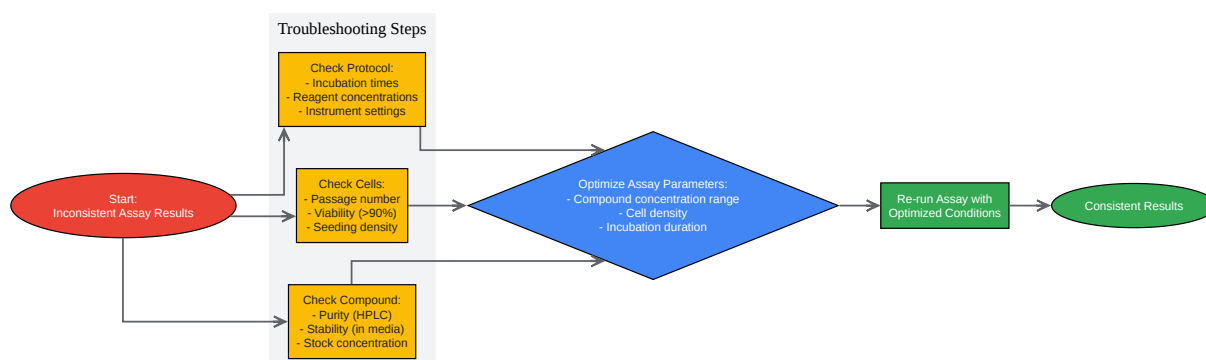 Troubleshooting Steps
Check Protocol:
- Incubation times
- Reagent concentrations
- Instrument settings
Start:
Inconsistent Assay Results
Check Cells:
- Passage number
- Viability (>90%)
- Seeding density
Check Compound:
- Purity (HPLC)
- Stability (in media)
- Stock concentration
Optimize Assay Parameters:
- Compound concentration range
- Cell density
- Incubation duration
Re-run Assay with
Optimized Conditions
Consistent Results